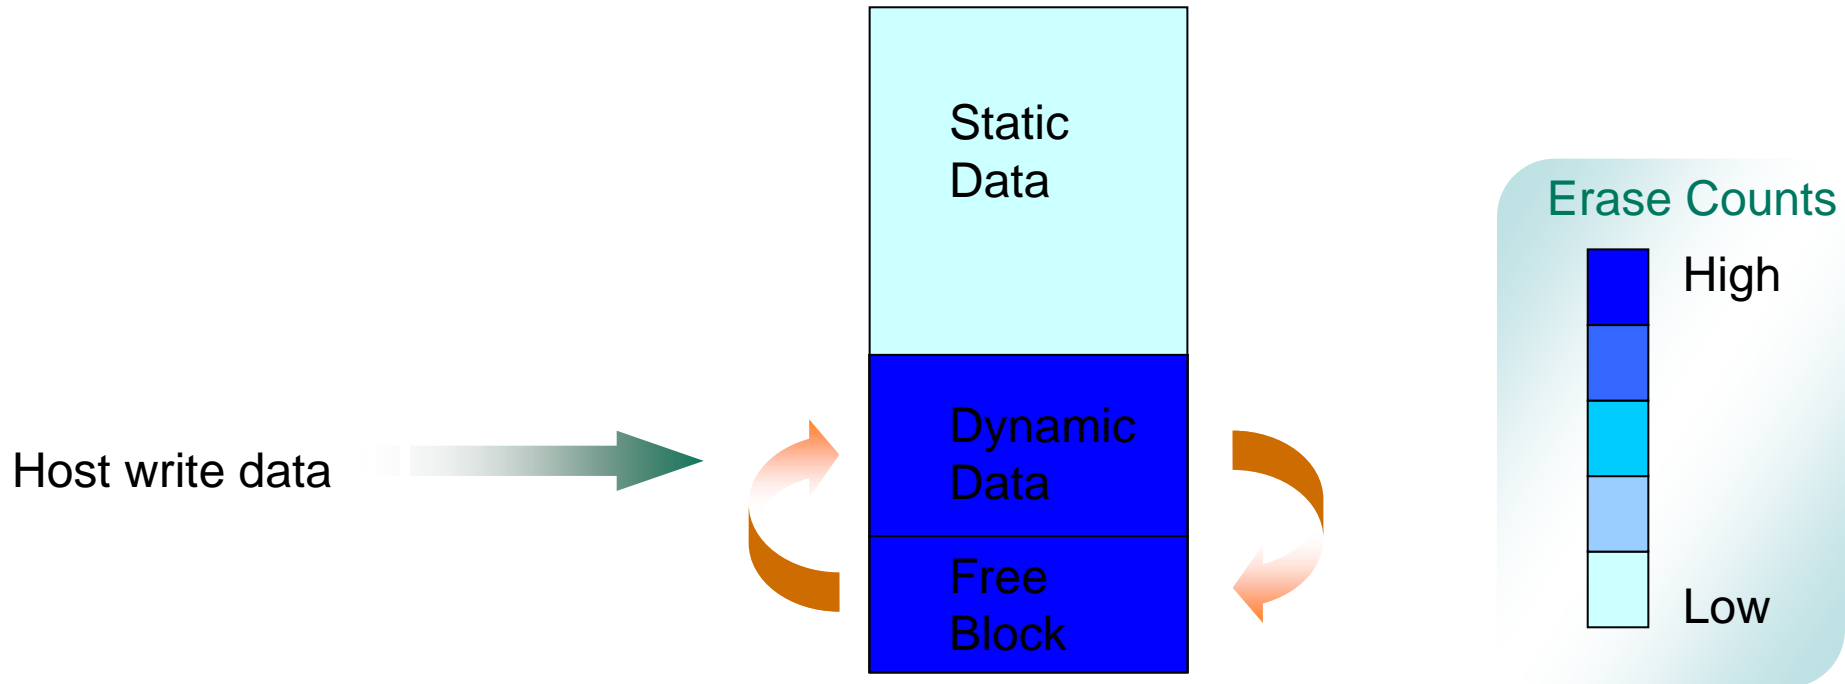 Static
Data
Erase Counts
High
Dynamic
Data
Host write data
Free
Block
Low